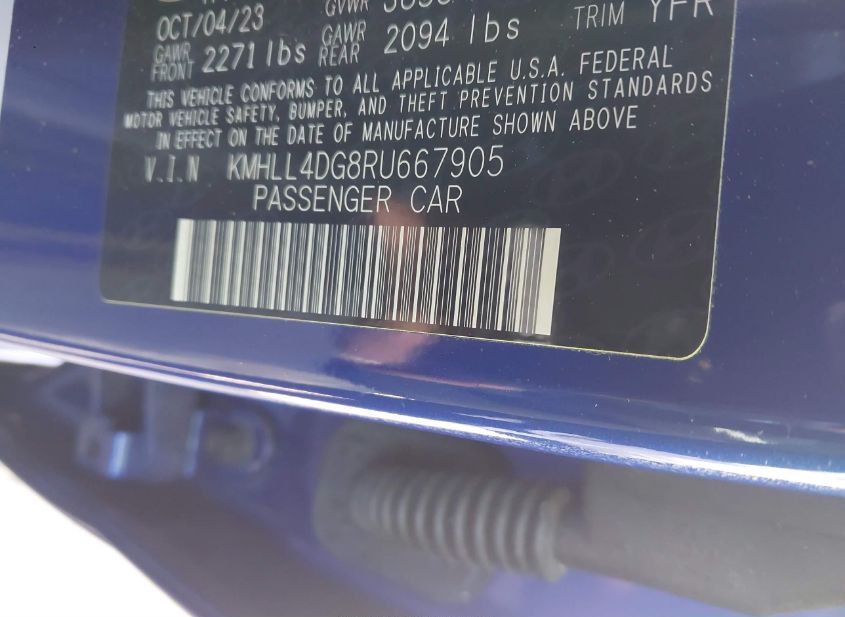 OCT/04/23
GVWR
GAWR FRONT 2271 lbs GAWR REAR 2094 lbs TRIM YFR
THIS VEHICLE CONFORMS TO ALL APPLICABLE U.S.A. FEDERAL
MOTOR VEHICLE SAFETY, BUMPER, AND THEFT PREVENTION STANDARDS
IN EFFECT ON THE DATE OF MANUFACTURE SHOWN ABOVE
V.I.N KMHLL4DG8RU667905
PASSENGER CAR